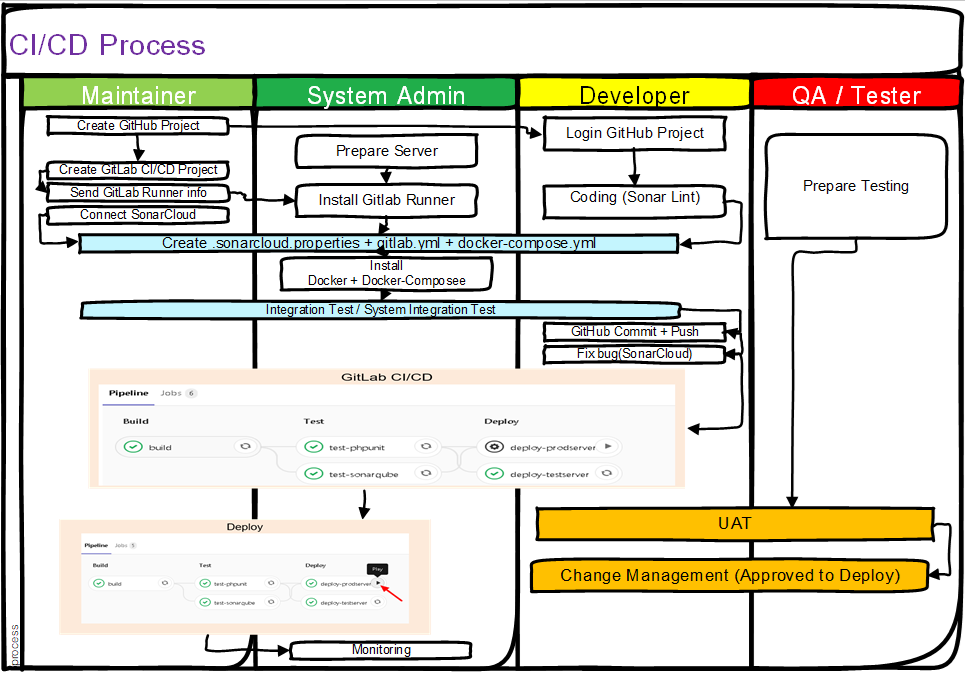 CI/CD Process
Maintainer
System Admin
Developer
QA / Tester
Create GitHub Project
Create GitLab CI/CD Project
Send GitLab Runner info
Connect SonarCloud
Prepare Server
Install Gitlab Runner
Login GitHub Project
Coding (Sonar Lint)
Prepare Testing
Create .sonarcloud.properties + gitlab.yml + docker-compose.yml
Install
Docker + Docker-Composee
Integration Test / System Integration Test
GitHub Commit + Push
Fix bug(SonarCloud)
GitLab CI/CD
Pipeline Jobs 6
Build Test Deploy
build test-phpunit deploy-prodserver
test-sonarqube deploy-testserver
UAT
Change Management (Approved to Deploy)
Deploy
Pipeline Jobs 5
Build Test Deploy
Play
build test-phpunit deploy-prodserver
test-sonarqube deploy-testserver
Monitoring
process